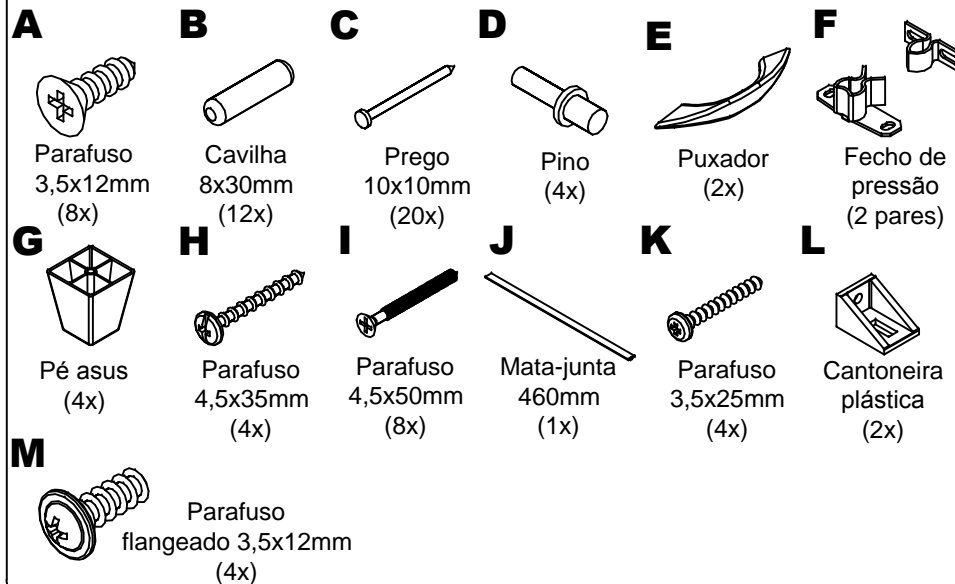 A
Parafuso
3,5x12mm
(8x)
B
Cavilha
8x30mm
(12x)
C
Prego
10x10mm
(20x)
D
Pino
(4x)
E
Puxador
(2x)
F
Fecho de
pressão
(2 pares)
G
Pé asus
(4x)
H
Parafuso
4,5x35mm
(4x)
I
Parafuso
4,5x50mm
(8x)
J
Mata-junta
460mm
(1x)
K
Parafuso
3,5x25mm
(4x)
L
Cantoneira
plástica
(2x)
M
Parafuso
flangeado 3,5x12mm
(4x)